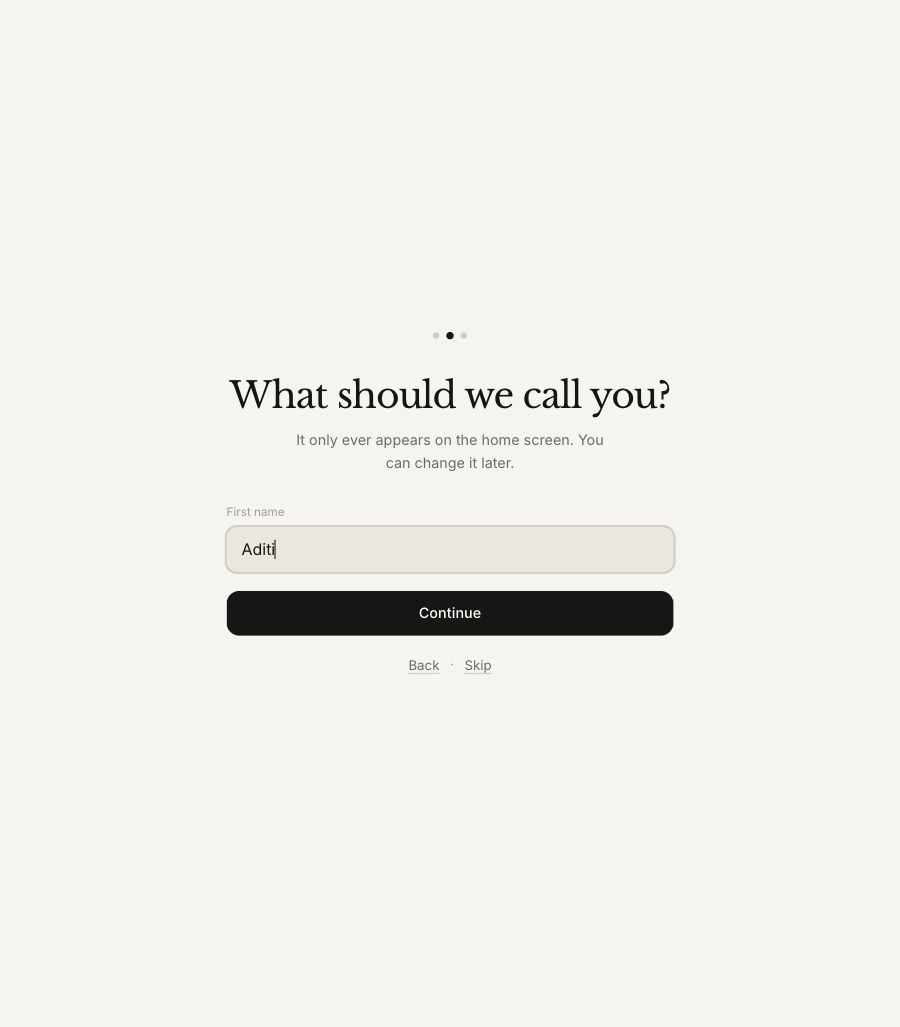 What should we call you?
It only ever appears on the home screen. You
can change it later.
First name
Aditi
Continue
Back · Skip